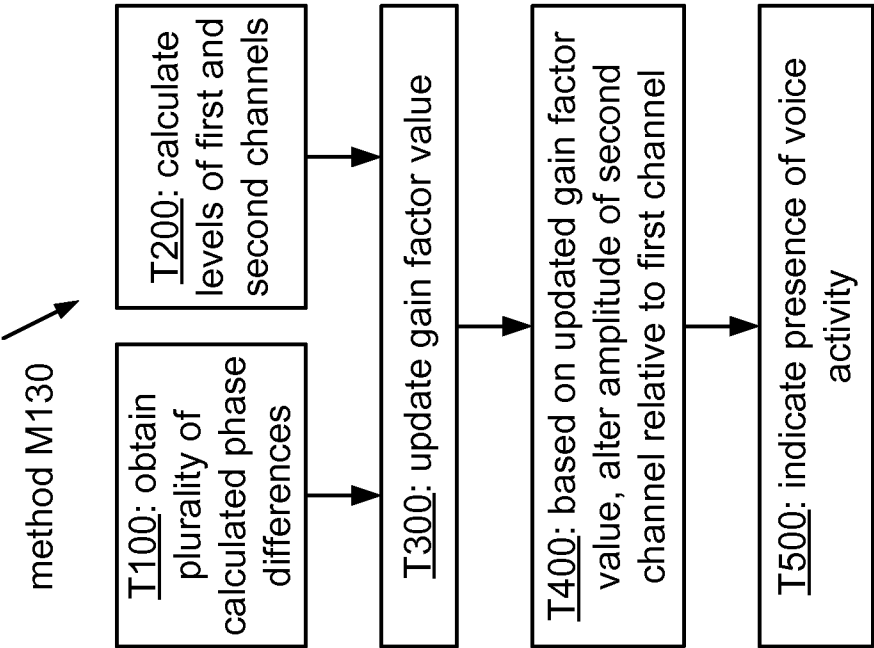 method M130
T100: obtain
plurality of
calculated phase
differences
T200: calculate
levels of first and
second channels
T300: update gain factor value
T400: based on updated gain factor
value, alter amplitude of second
channel relative to first channel
T500: indicate presence of voice
activity